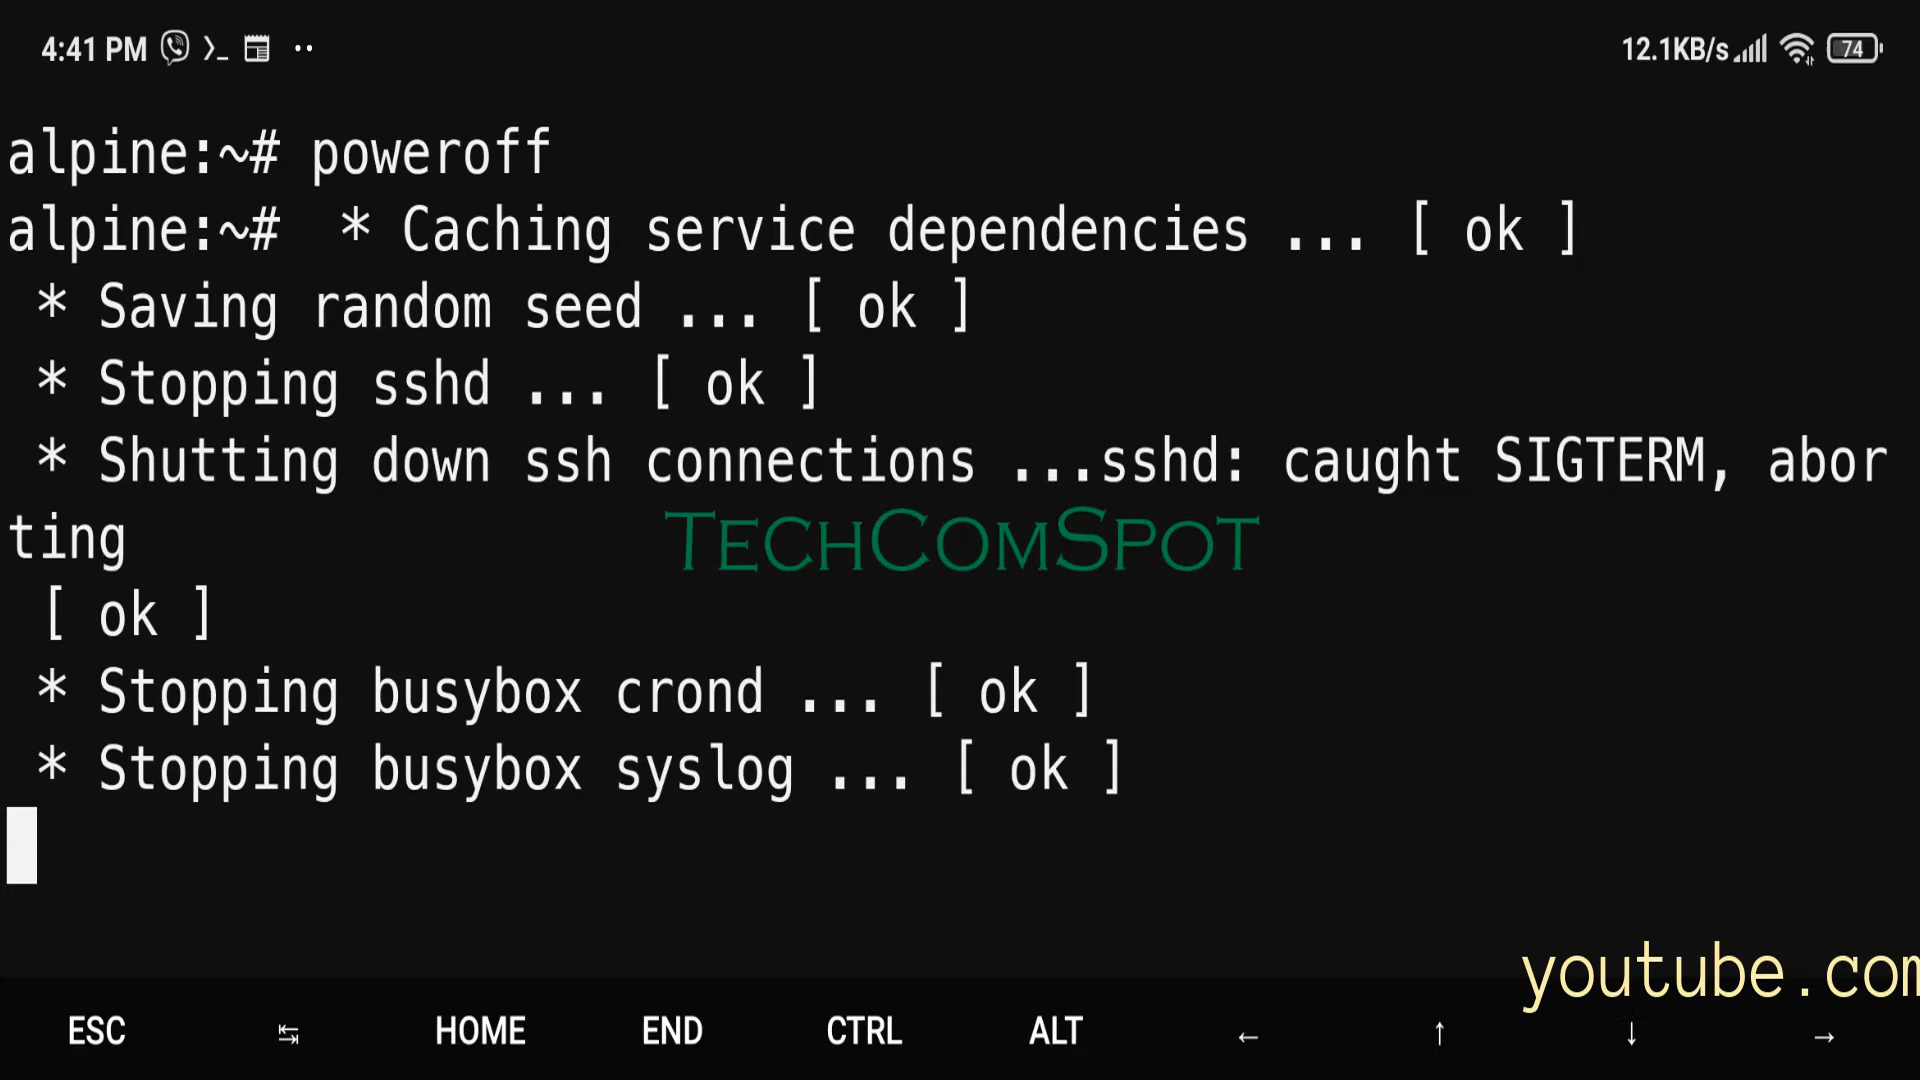 4:41 PM
12.1KB/s
74
alpine:~# poweroff
alpine:~#  * Caching service dependencies ... [ ok ]
 * Saving random seed ... [ ok ]
 * Stopping sshd ... [ ok ]
 * Shutting down ssh connections ...sshd: caught SIGTERM, abor
ting
TECHCOMSPOT
 [ ok ]
 * Stopping busybox crond ... [ ok ]
 * Stopping busybox syslog ... [ ok ]
youtube.com
ESC ↹ HOME END CTRL ALT ← ↑ ↓ →